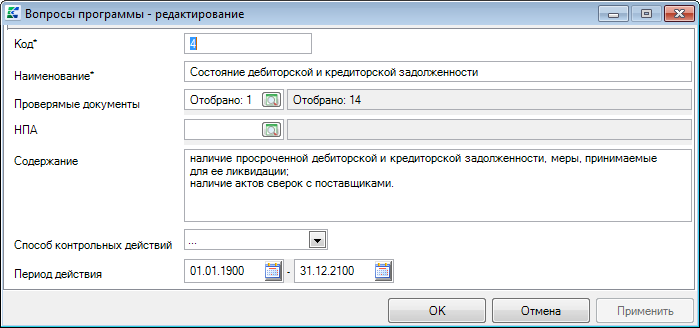 Вопросы программы - редактирование
Код*
4
Наименование*
Состояние дебиторской и кредиторской задолженности
Проверямые документы
Отобрано: 1
Отобрано: 14
НПА
Содержание
наличие просроченной дебиторской и кредиторской задолженности, меры, принимаемые
для ее ликвидации;
наличие актов сверок с поставщиками.
Способ контрольных действий
...
Период действия
01.01.1900 - 31.12.2100
OK
Отмена
Применить